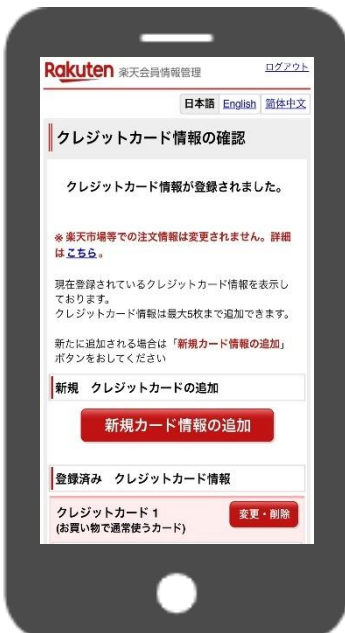 Rakuten 楽天会員情報管理 ログアウト
日本語 English 简体中文
クレジットカード情報の確認
クレジットカード情報が登録されました。
※楽天市場等での注文情報は変更されません。詳細
はこちら。
現在登録されているクレジットカード情報を表示し
ております。
クレジットカード情報は最大5枚まで追加できます。
新たに追加される場合は「新規カード情報の追加」
ボタンをおしてください
新規 クレジットカードの追加
新規カード情報の追加
登録済み クレジットカード情報
クレジットカード 1 変更・削除
(お買い物で通常使うカード)